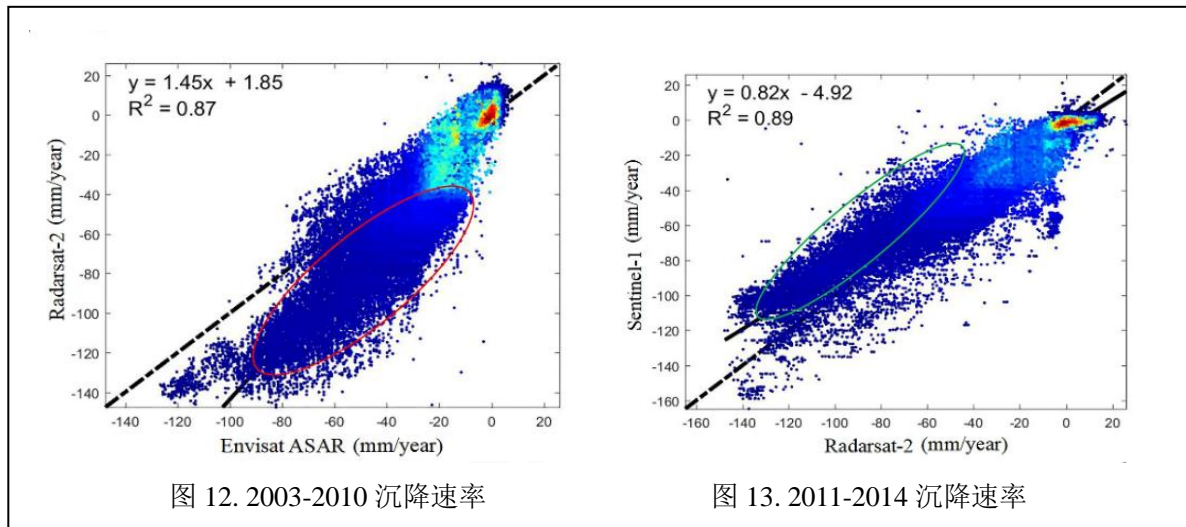 y = 1.45x + 1.85
R² = 0.87
20
0
-20
-40
-60
-80
-100
-120
-140
Radarsat-2 (mm/year)
-140 -120 -100 -80 -60 -40 -20 0 20
Envisat ASAR (mm/year)
图 12. 2003-2010 沉降速率
y = 0.82x - 4.92
R² = 0.89
20
0
-20
-40
-60
-80
-100
-120
-140
-160
Sentinel-1 (mm/year)
-160 -140 -120 -100 -80 -60 -40 -20 0 20
Radarsat-2 (mm/year)
图 13. 2011-2014 沉降速率